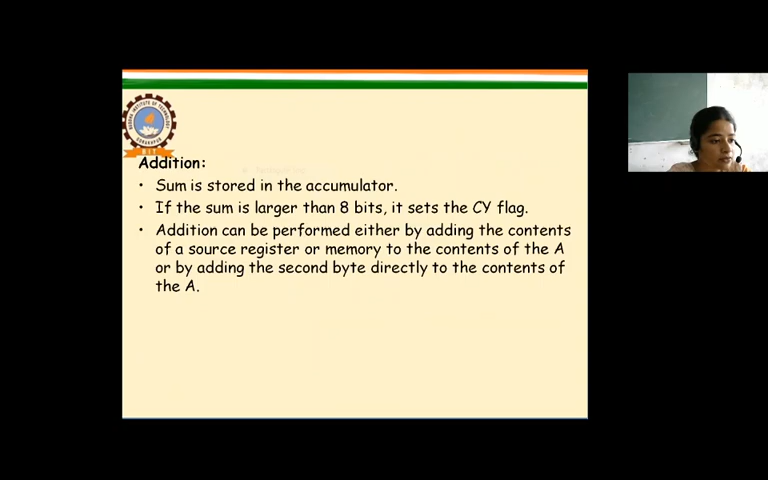 Addition:
• Sum is stored in the accumulator.
• If the sum is larger than 8 bits, it sets the CY flag.
• Addition can be performed either by adding the contents
of a source register or memory to the contents of the A
or by adding the second byte directly to the contents of
the A.